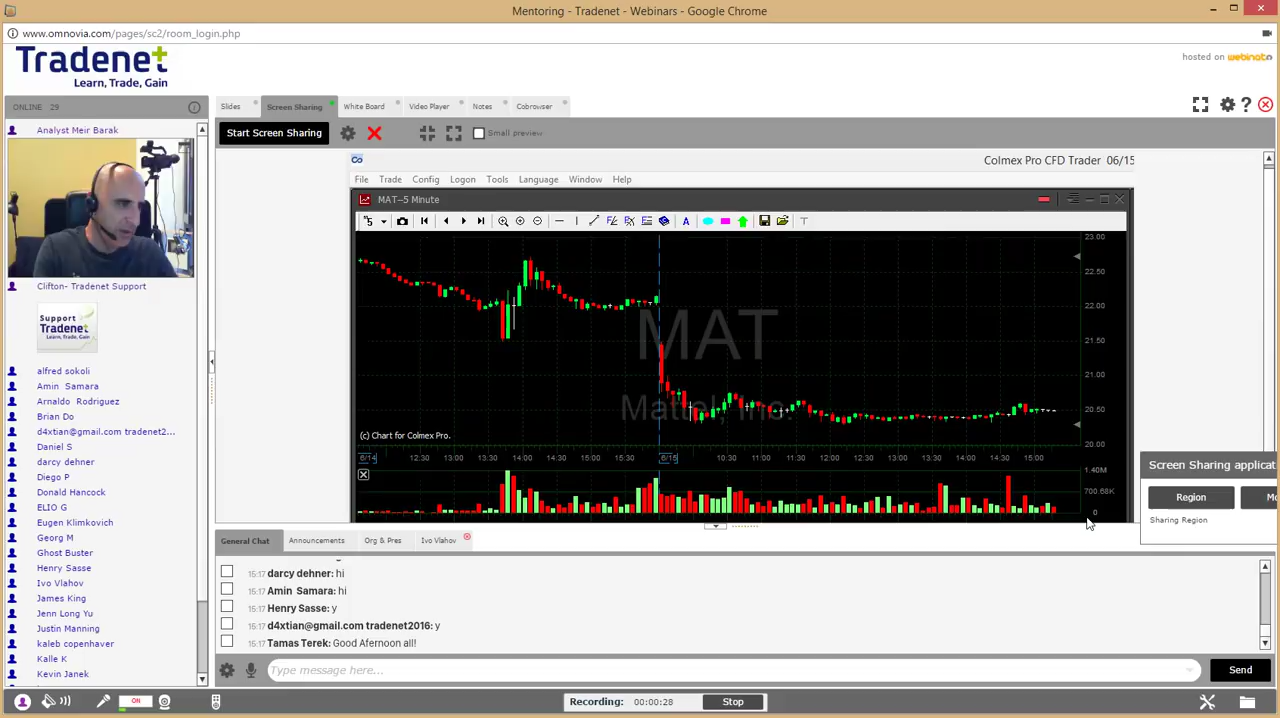 Mentoring - Tradenet - Webinars - Google Chrome
www.omnovia.com/pages/sc2/room_login.php
Tradenet
Learn, Trade, Gain
hosted on webinato
ONLINE 29
Slides
Screen Sharing
White Board
Video Player
Notes
Cobrowser
Start Screen Sharing
Small preview
Analyst Meir Barak
Clifton- Tradenet Support
Support
Tradenet
Learn, Trade, Gain
alfred sokoli
Amin Samara
Arnaldo Rodriguez
Brian Do
d4xtian@gmail.com tradenet2...
Daniel S
darcy dehner
Diego P
Donald Hancock
ELIO G
Eugen Klimkovich
Georg M
Ghost Buster
Henry Sasse
Ivo Vlahov
James King
Jenn Long Yu
Justin Manning
kaleb copenhaver
Kalle K
Kevin Janek
Colmex Pro CFD Trader 06/15
File Trade Config Logon Tools Language Window Help
MAT--5 Minute
MAT
Mattel, Inc.
(c) Chart for Colmex Pro.
23.00
22.50
22.00
21.50
21.00
20.50
20.00
6/14 12:30 13:00 13:30 14:00 14:30 15:00 15:30 6/15 10:30 11:00 11:30 12:00 12:30 13:00 13:30 14:00 14:30 15:00
1.40M
700.68K
0
Screen Sharing applicat
Region
Mo
Sharing Region
General Chat
Announcements
Org & Pres
Ivo Vlahov
15:17 darcy dehner: hi
15:17 Amin Samara: hi
15:17 Henry Sasse: y
15:17 d4xtian@gmail.com tradenet2016: y
15:17 Tamas Terek: Good Afernoon all!
Type message here...
Send
ON
Recording: 00:00:28
Stop